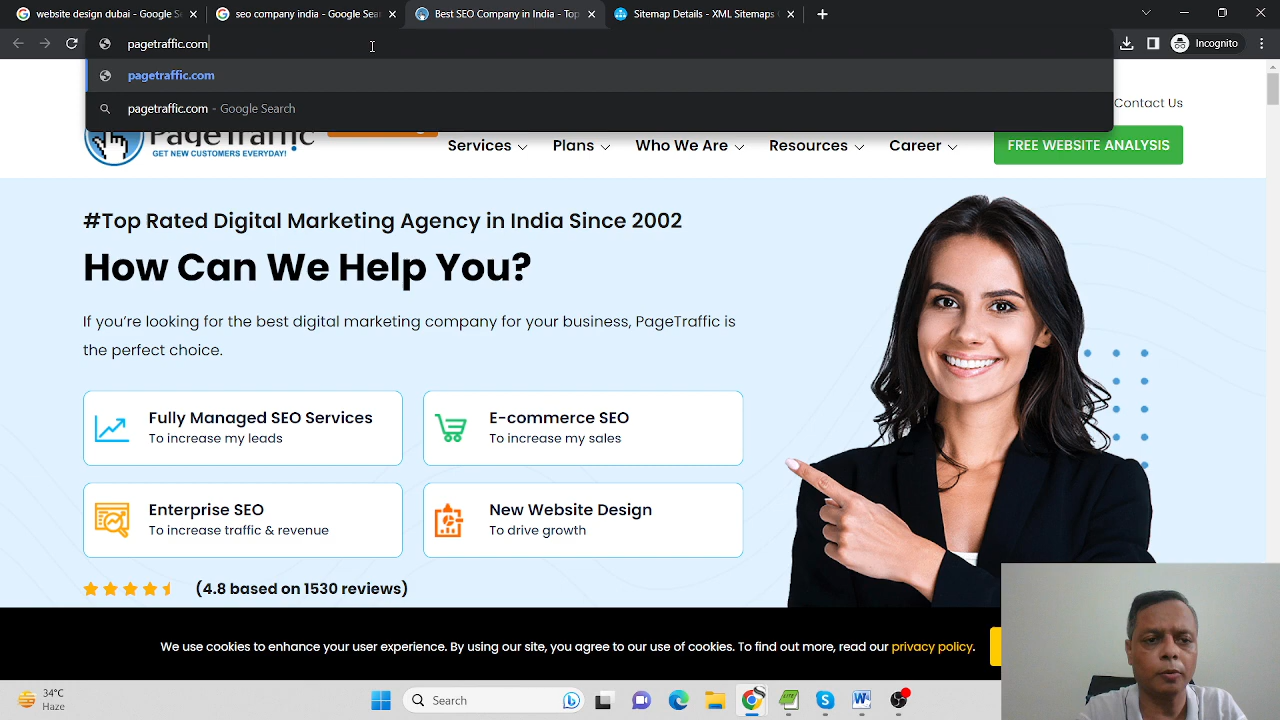 website design dubai - Google S
seo company india - Google Sear
Best SEO Company in India - Top
Sitemap Details - XML Sitemaps
pagetraffic.com
Incognito
pagetraffic.com
pagetraffic.com - Google Search
Contact Us
PageTraffic
GET NEW CUSTOMERS EVERYDAY!
Services
Plans
Who We Are
Resources
Career
FREE WEBSITE ANALYSIS
#Top Rated Digital Marketing Agency in India Since 2002
How Can We Help You?
If you're looking for the best digital marketing company for your business, PageTraffic is
the perfect choice.
Fully Managed SEO Services
To increase my leads
E-commerce SEO
To increase my sales
Enterprise SEO
To increase traffic & revenue
New Website Design
To drive growth
(4.8 based on 1530 reviews)
We use cookies to enhance your user experience. By using our site, you agree to our use of cookies. To find out more, read our privacy policy.
34°C
Haze
Search